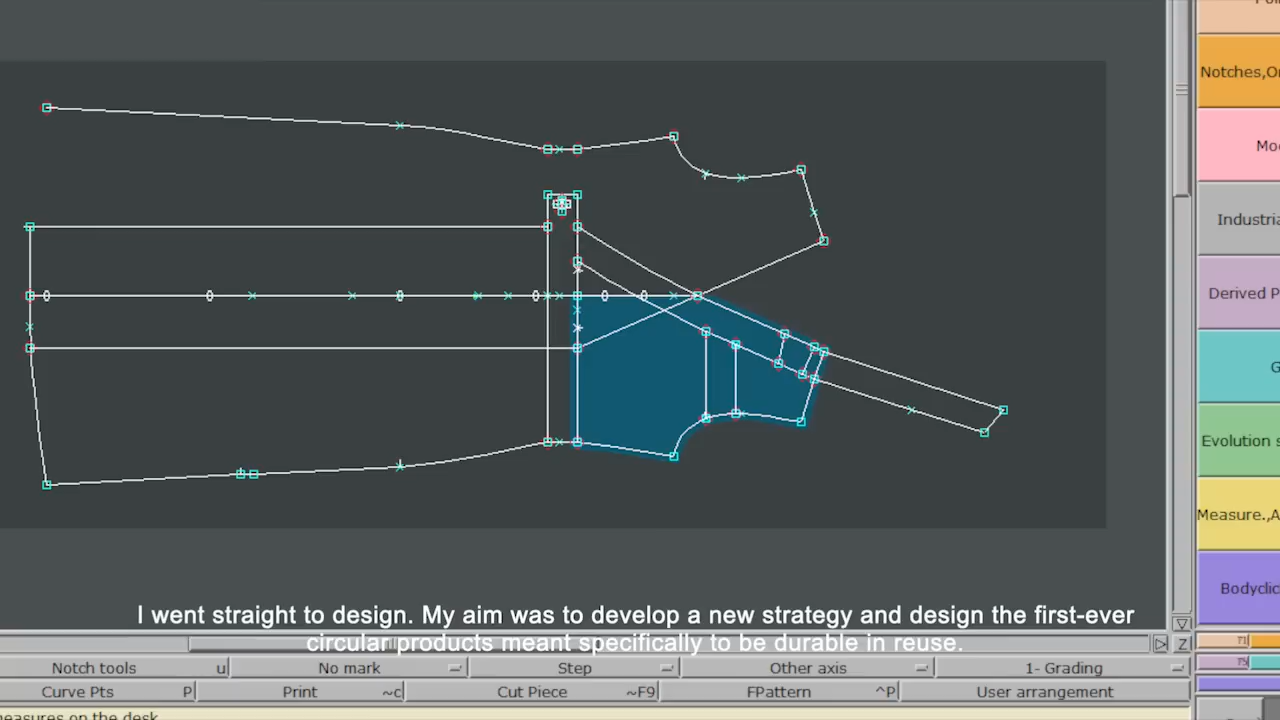 Notches,Or
Mo
Industria
Derived P
G
Evolution s
Measure.,A
Bodyclic
I went straight to design. My aim was to develop a new strategy and design the first-ever
circular products meant specifically to be durable in reuse.
Z
Notch tools u No mark Step Other axis 1- Grading
Curve Pts P Print ~c Cut Piece ~F9 FPattern ^P User arrangement
easures on the desk